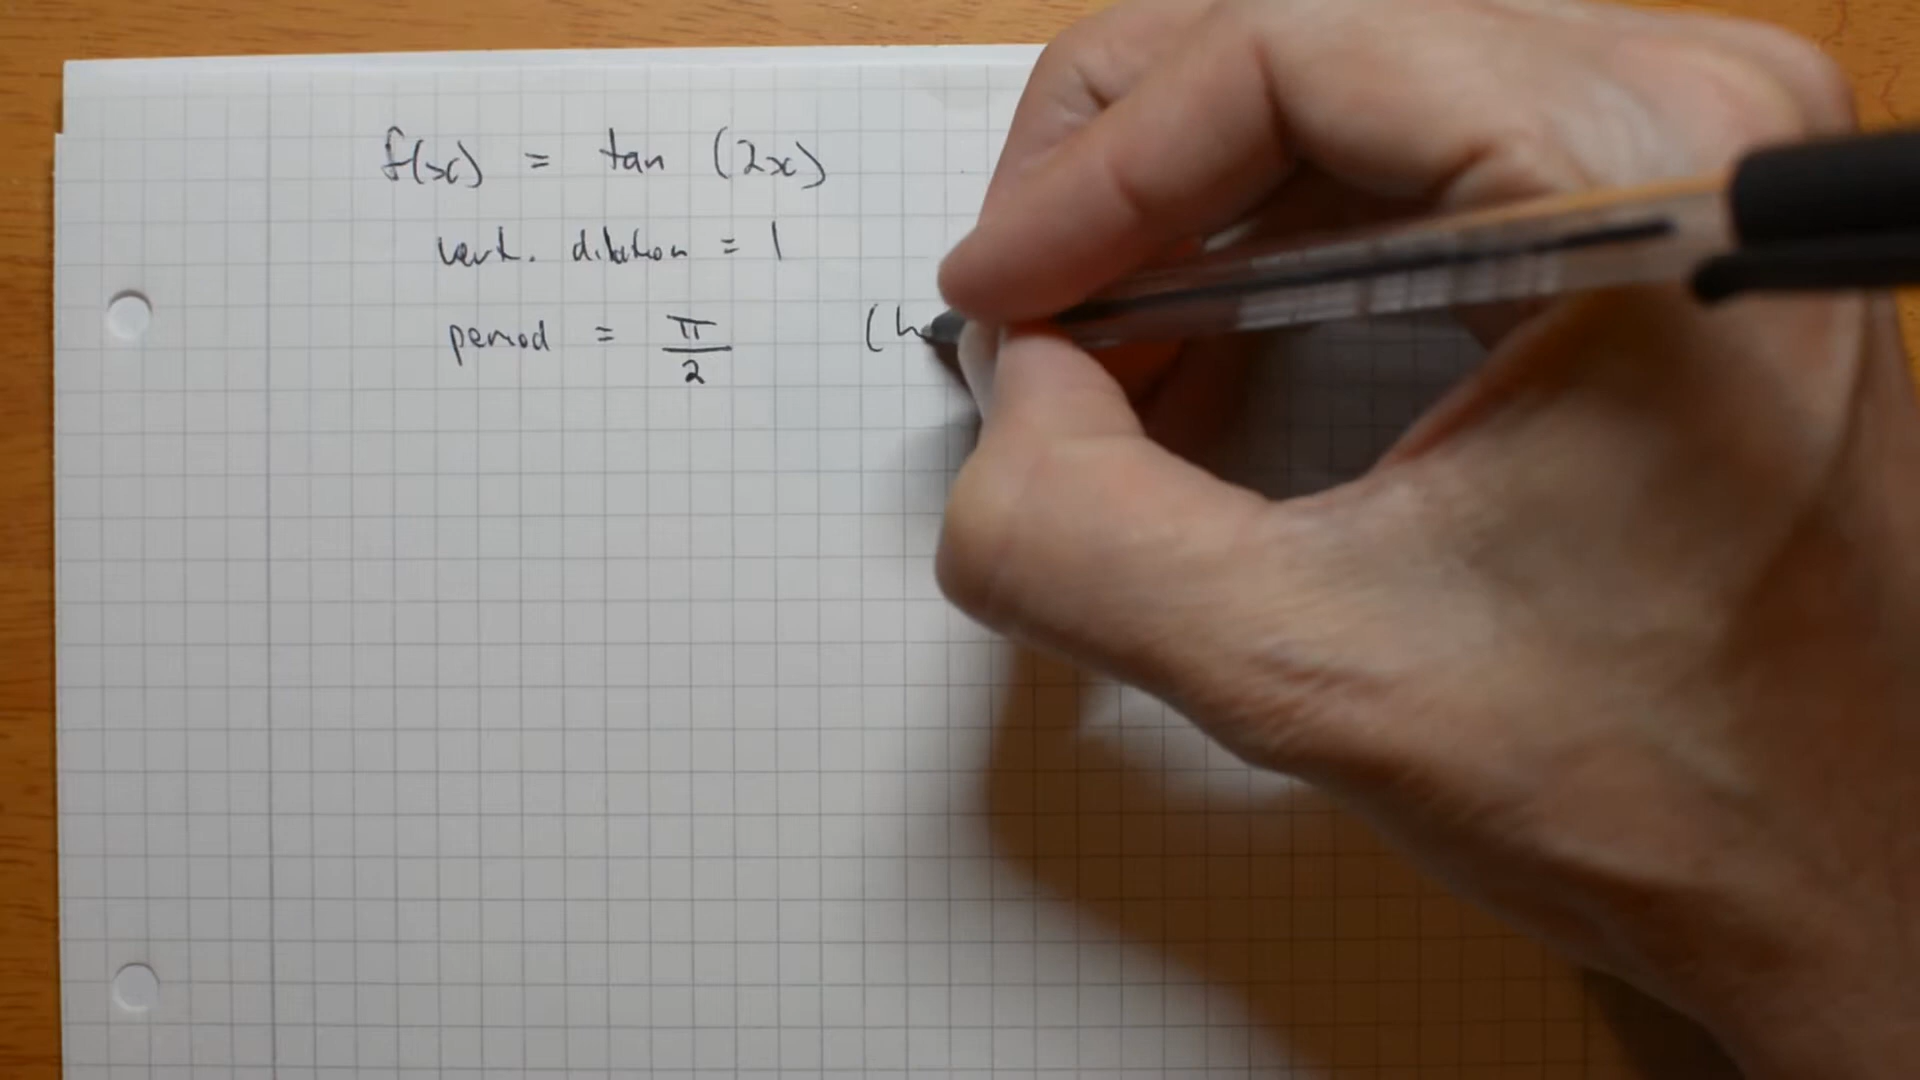 f(x) = tan (2x)
vert. dilation = 1
period = π/2 (h